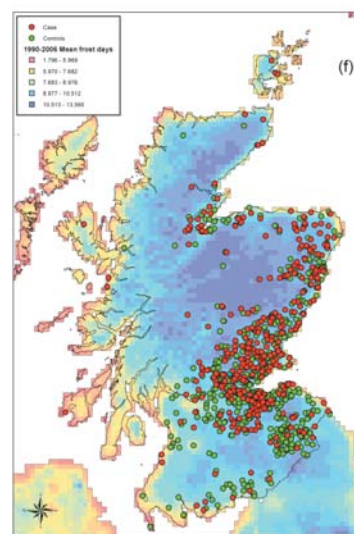 Case
Controls
1990-2006 Mean frost days
1.796 - 5.969
5.970 - 7.682
7.683 - 8.976
8.977 - 10.512
10.513 - 13.560
(f)